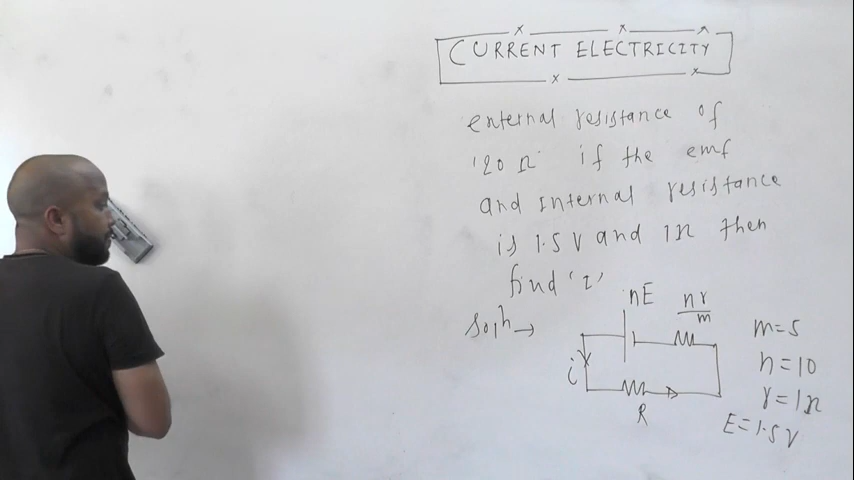 CURRENT ELECTRICITY
external resistance of
'20 Ω' if the emf
and internal resistance
is 1.5 V and 1Ω then
find 'I'
Solⁿ →
nE
nr/m
i
R
m=5
n=10
r=1Ω
E=1.5V